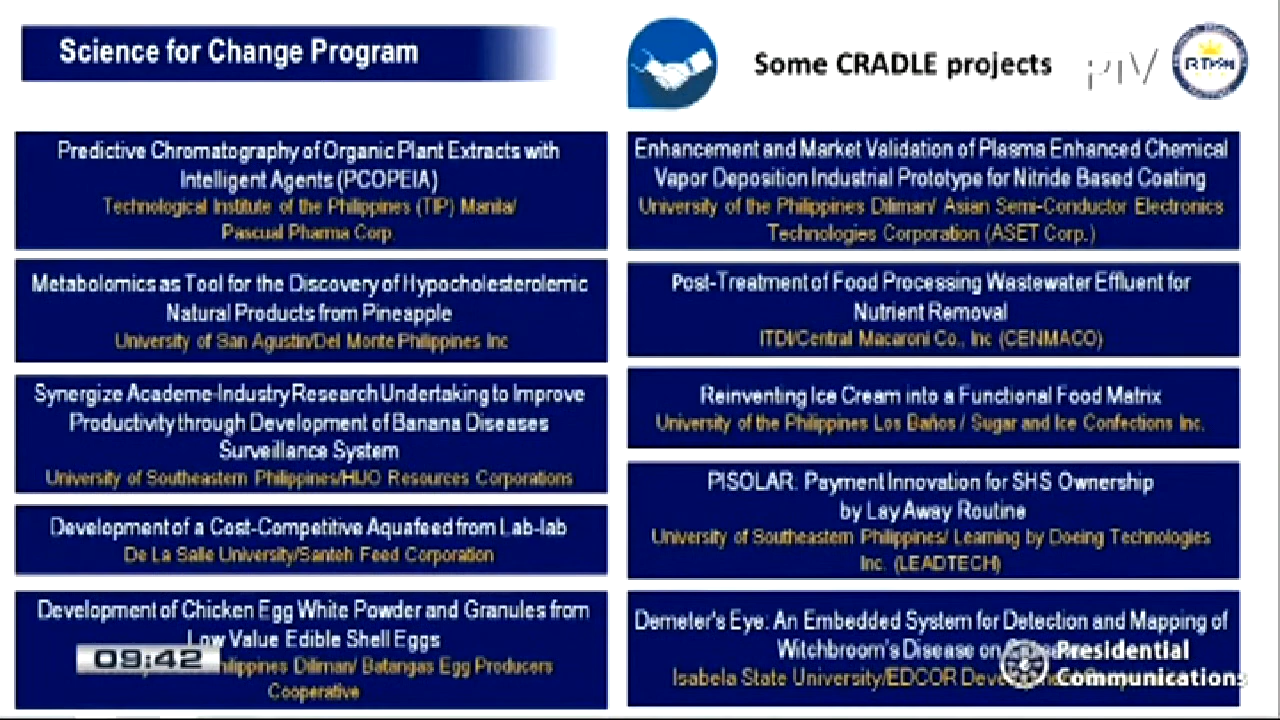 Science for Change Program
Some CRADLE projects
PTV
RTVM
Predictive Chromatography of Organic Plant Extracts with
Intelligent Agents (PCOPEIA)
Technological Institute of the Philippines (TIP) Manila/
Pascual Pharma Corp.
Metabolomics as Tool for the Discovery of Hypocholesterolemic
Natural Products from Pineapple
University of San Agustin/Del Monte Philippines Inc
Synergize Academe-Industry Research Undertaking to Improve
Productivity through Development of Banana Diseases
Surveillance System
University of Southeastern Philippines/HIJO Resources Corporations
Development of a Cost-Competitive Aquafeed from Lab-lab
De La Salle University/Santeh Feed Corporation
Development of Chicken Egg White Powder and Granules from
Low Value Edible Shell Eggs
Diliman/ Batangas Egg Producers
Cooperative
09:42
Enhancement and Market Validation of Plasma Enhanced Chemical
Vapor Deposition Industrial Prototype for Nitride Based Coating
University of the Philippines Diliman/ Asian Semi-Conductor Electronics
Technologies Corporation (ASET Corp.)
Post-Treatment of Food Processing Wastewater Effluent for
Nutrient Removal
ITDI/Central Macaroni Co., Inc (CENMACO)
Reinventing Ice Cream into a Functional Food Matrix
University of the Philippines Los Baños / Sugar and Ice Confections Inc.
PISOLAR: Payment Innovation for SHS Ownership
by Lay Away Routine
University of Southeastern Philippines/ Learning by Doeing Technologies
Inc. (LEADTECH)
Demeter's Eye: An Embedded System for Detection and Mapping of
Witchbroom's Disease on
Isabela State University/EDCOR
Presidential
Communications